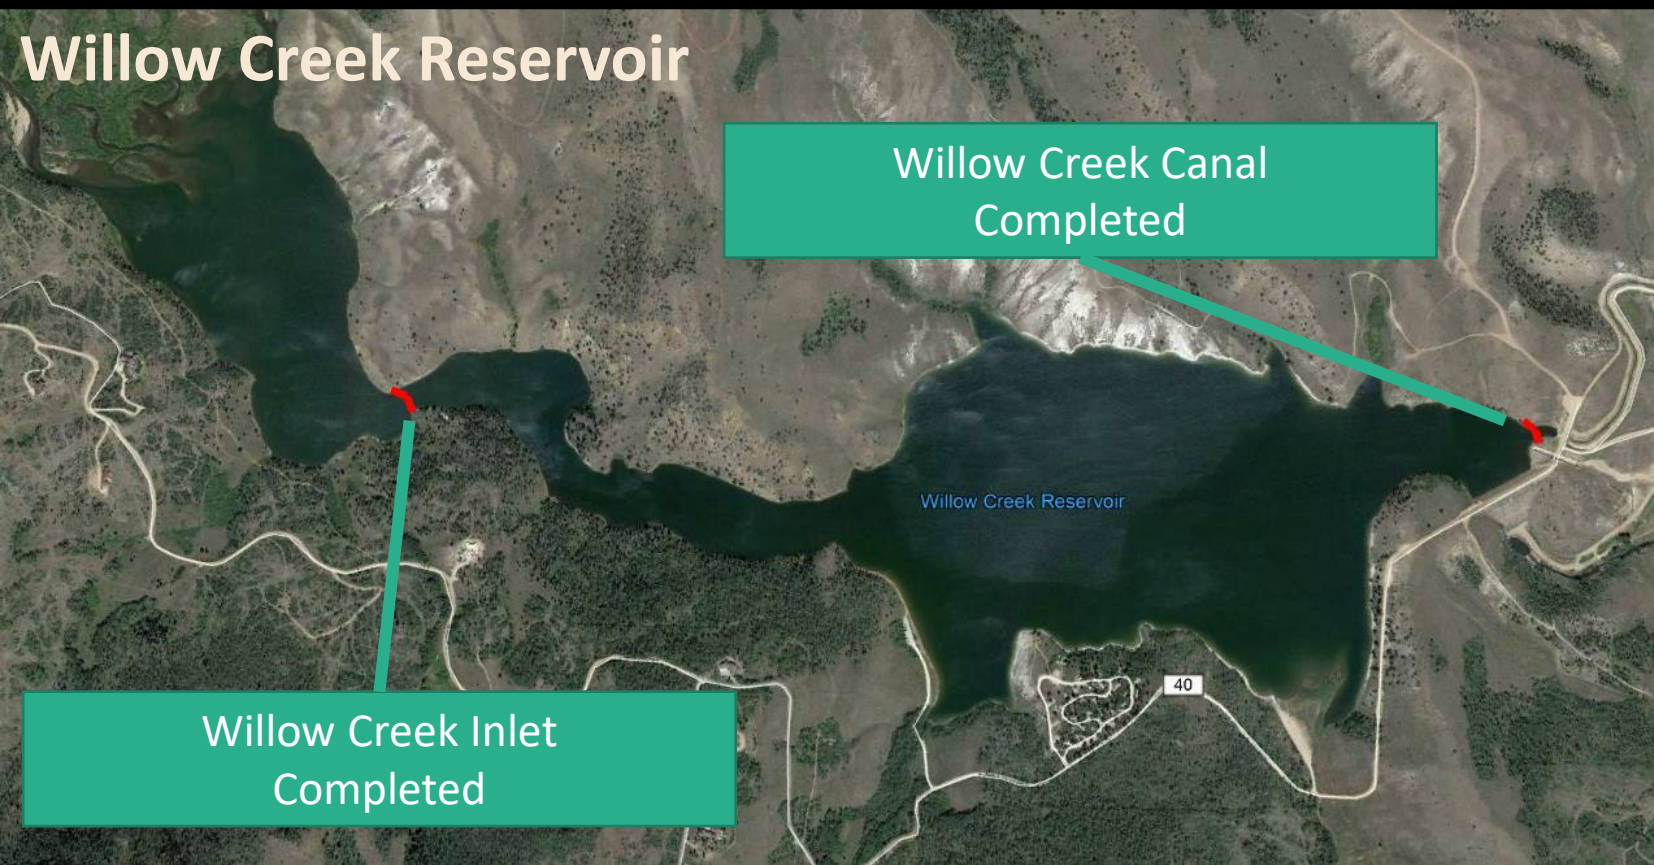 Willow Creek Reservoir
Willow Creek Canal
Completed
Willow Creek Reservoir
40
Willow Creek Inlet
Completed